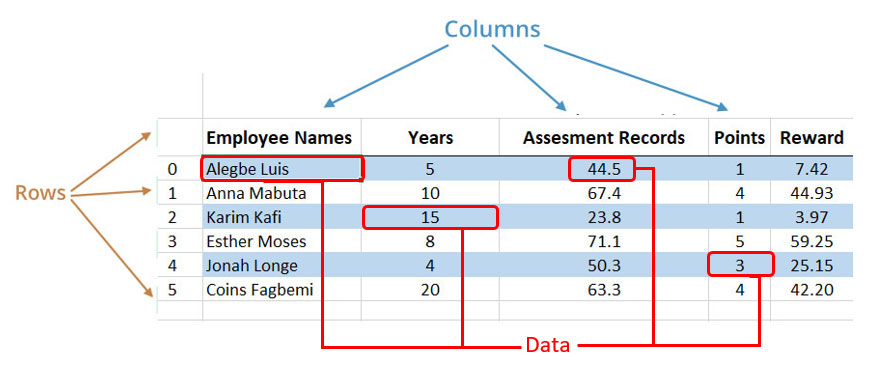 Columns
Employee Names Years Assesment Records Points Reward
0 Alegbe Luis 5 44.5 1 7.42
Rows
1 Anna Mabuta 10 67.4 4 44.93
2 Karim Kafi 15 23.8 1 3.97
3 Esther Moses 8 71.1 5 59.25
4 Jonah Longe 4 50.3 3 25.15
5 Coins Fagbemi 20 63.3 4 42.20
Data